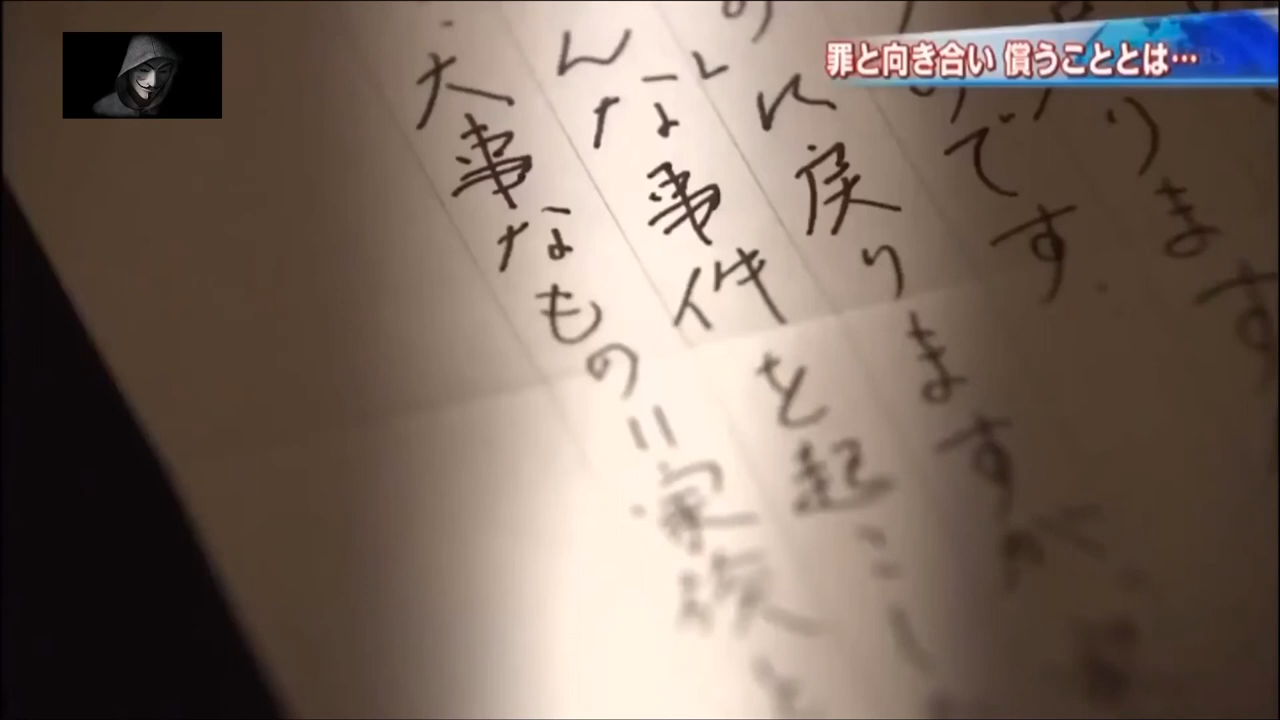 罪と向き合い 償うこととは…
ります
のです.
に戻りますが
んな事件を起こし
大事なもの=家族と